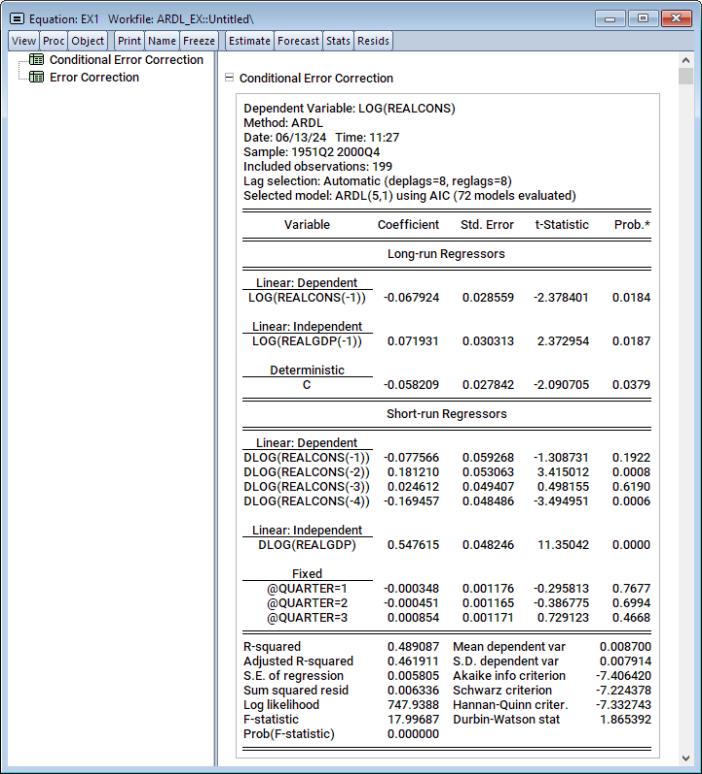 Equation: EX1 Workfile: ARDL_EX::Untitled\
View Proc Object Print Name Freeze Estimate Forecast Stats Resids
Conditional Error Correction
Error Correction
Conditional Error Correction
Dependent Variable: LOG(REALCONS)
Method: ARDL
Date: 06/13/24 Time: 11:27
Sample: 1951Q2 2000Q4
Included observations: 199
Lag selection: Automatic (deplags=8, reglags=8)
Selected model: ARDL(5,1) using AIC (72 models evaluated)
Variable Coefficient Std. Error t-Statistic Prob.*
Long-run Regressors
Linear: Dependent
LOG(REALCONS(-1)) -0.067924 0.028559 -2.378401 0.0184
Linear: Independent
LOG(REALGDP(-1)) 0.071931 0.030313 2.372954 0.0187
Deterministic
C -0.058209 0.027842 -2.090705 0.0379
Short-run Regressors
Linear: Dependent
DLOG(REALCONS(-1)) -0.077566 0.059268 -1.308731 0.1922
DLOG(REALCONS(-2)) 0.181210 0.053063 3.415012 0.0008
DLOG(REALCONS(-3)) 0.024612 0.049407 0.498155 0.6190
DLOG(REALCONS(-4)) -0.169457 0.048486 -3.494951 0.0006
Linear: Independent
DLOG(REALGDP) 0.547615 0.048246 11.35042 0.0000
Fixed
@QUARTER=1 -0.000348 0.001176 -0.295813 0.7677
@QUARTER=2 -0.000451 0.001165 -0.386775 0.6994
@QUARTER=3 0.000854 0.001171 0.729123 0.4668
R-squared 0.489087 Mean dependent var 0.008700
Adjusted R-squared 0.461911 S.D. dependent var 0.007914
S.E. of regression 0.005805 Akaike info criterion -7.406420
Sum squared resid 0.006336 Schwarz criterion -7.224378
Log likelihood 747.9388 Hannan-Quinn criter. -7.332743
F-statistic 17.99687 Durbin-Watson stat 1.865392
Prob(F-statistic) 0.000000